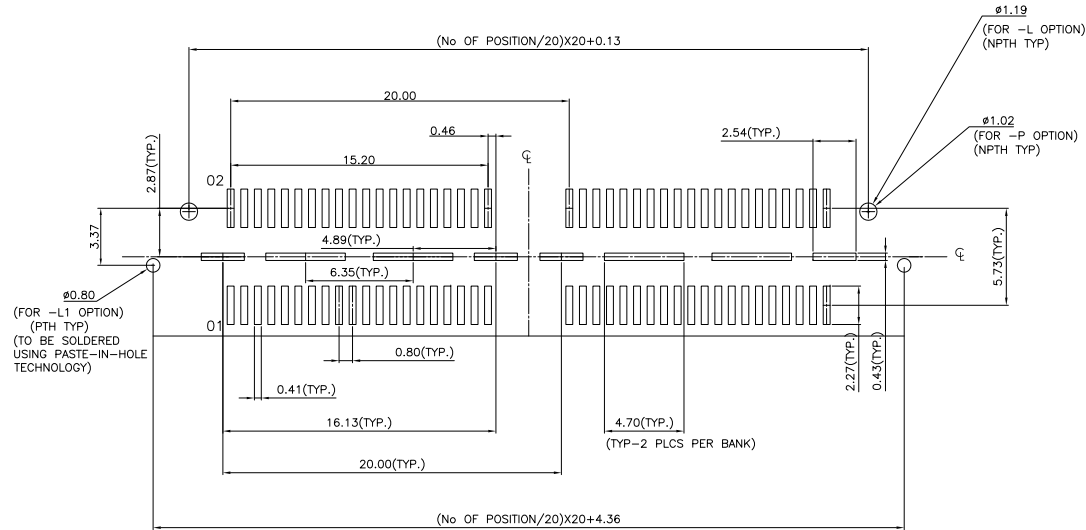 ø1.19
(FOR -L OPTION)
(NPTH TYP)
(No OF POSITION/20)X20+0.13
20.00
ø1.02
(FOR -P OPTION)
(NPTH TYP)
0.46
2.54(TYP.)
2.87(TYP.)
15.20
℄
02
3.37
4.89(TYP.)
℄
5.73(TYP.)
6.35(TYP.)
ø0.80
(FOR -L1 OPTION)
(PTH TYP)
(TO BE SOLDERED
USING PASTE-IN-HOLE
TECHNOLOGY)
01
0.80(TYP.)
2.27(TYP.)
0.43(TYP.)
0.41(TYP.)
16.13(TYP.)
4.70(TYP.)
(TYP-2 PLCS PER BANK)
20.00(TYP.)
(No OF POSITION/20)X20+4.36